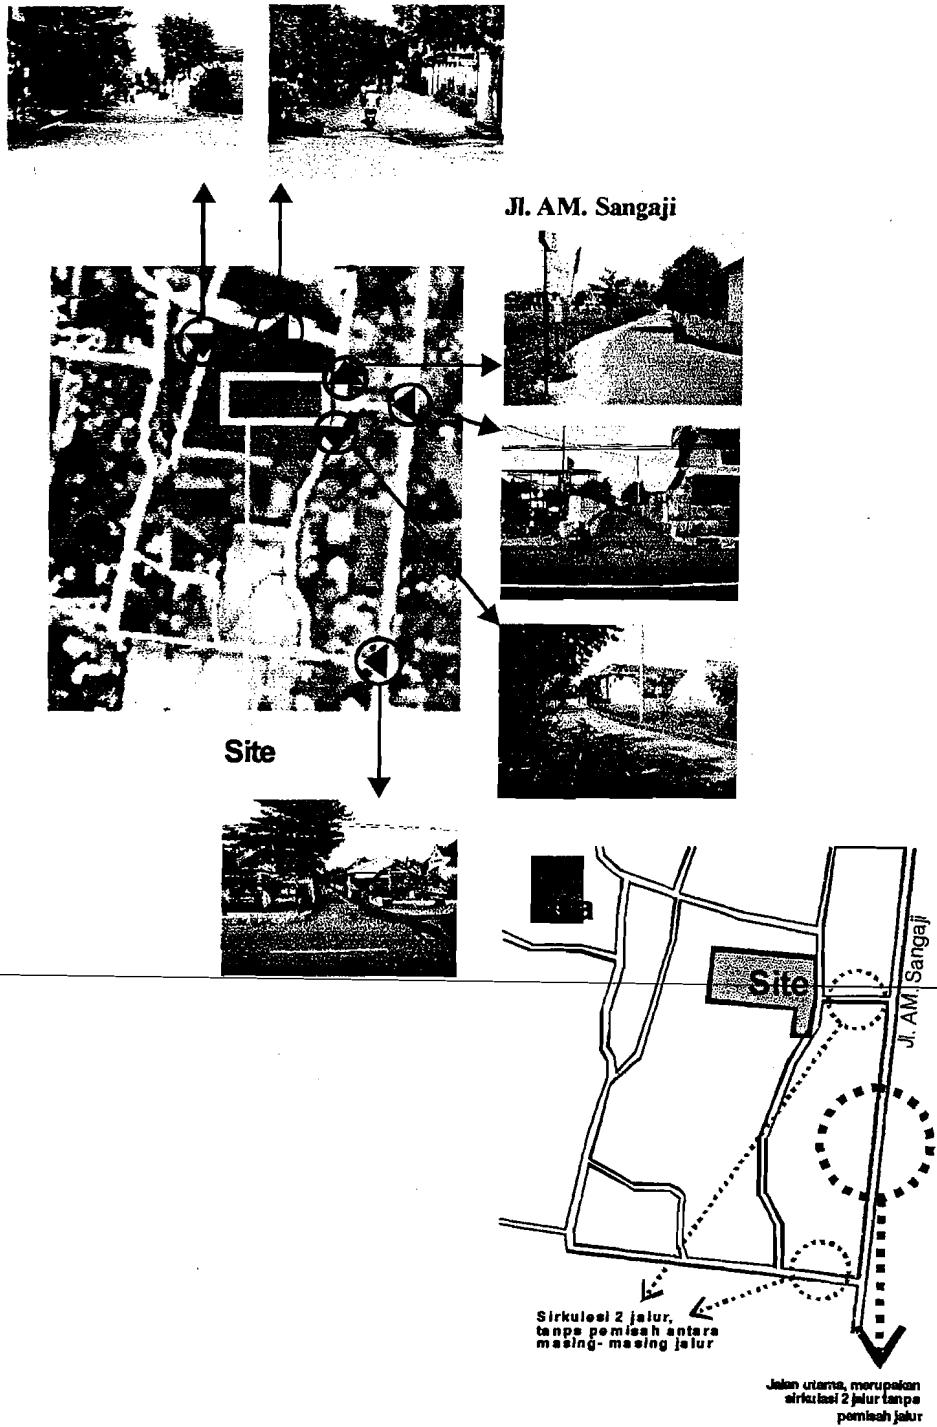 Jl. AM. Sangaji
Site
Site
Jl. AM. Sangaji
Sirkulasi 2 jalur,
tanpa pemisah antara
masing- masing jalur
Jalan utama, merupakan
sirkulasi 2 jalur tanpa
pemisah jalur